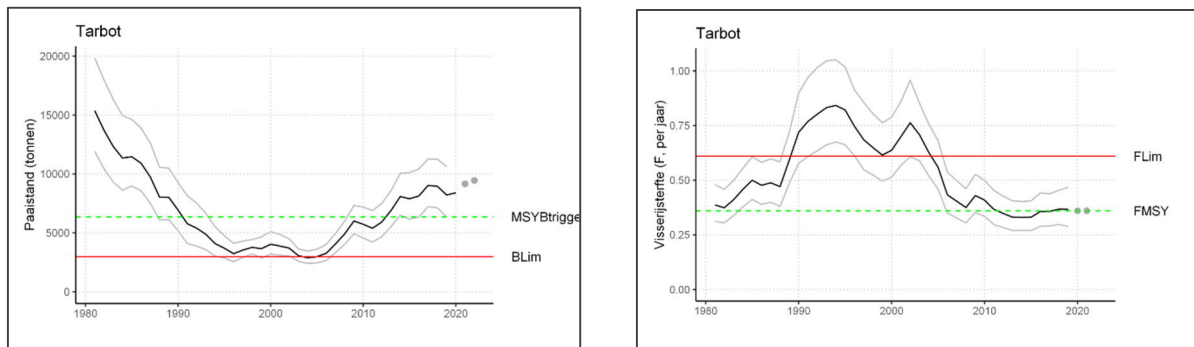 Tarbot
Paaistand (tonnen)
20000
15000
10000
5000
0
1980
1990
2000
2010
2020
MSYBtrigge
BLim
Tarbot
Visserijsterfte (F, per jaar)
1.00
0.75
0.50
0.25
0.00
1980
1990
2000
2010
2020
FLim
FMSY